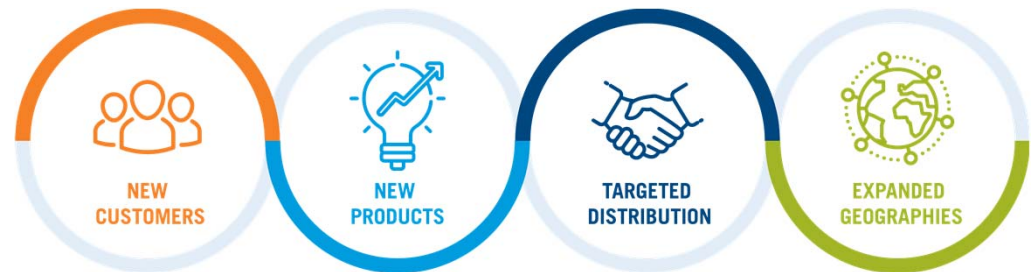 NEW
CUSTOMERS
NEW
PRODUCTS
TARGETED
DISTRIBUTION
EXPANDED
GEOGRAPHIES